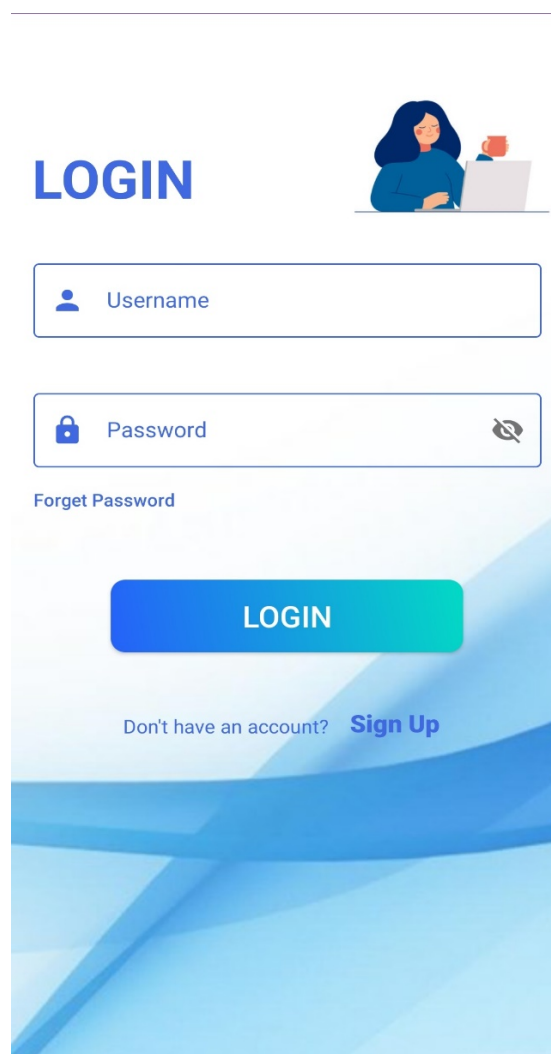 LOGIN
Username
Password
Forget Password
LOGIN
Don't have an account? Sign Up